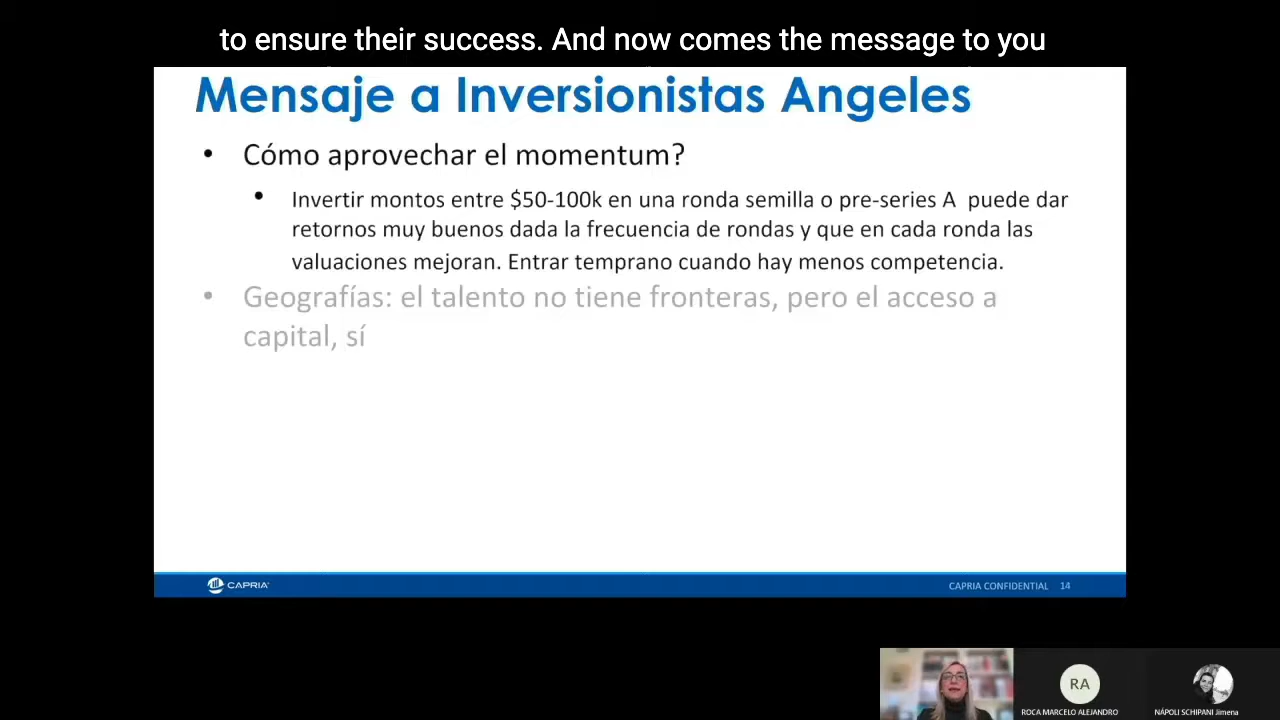 to ensure their success. And now comes the message to you
Mensaje a Inversionistas Angeles
• Cómo aprovechar el momentum?
• Invertir montos entre $50-100k en una ronda semilla o pre-series A puede dar
retornos muy buenos dada la frecuencia de rondas y que en cada ronda las
valuaciones mejoran. Entrar temprano cuando hay menos competencia.
• Geografías: el talento no tiene fronteras, pero el acceso a
capital, sí
CAPRIA
CAPRIA CONFIDENTIAL 14
RA
ROCA MARCELO ALEJANDRO
NÁPOLI SCHIPANI Jimena